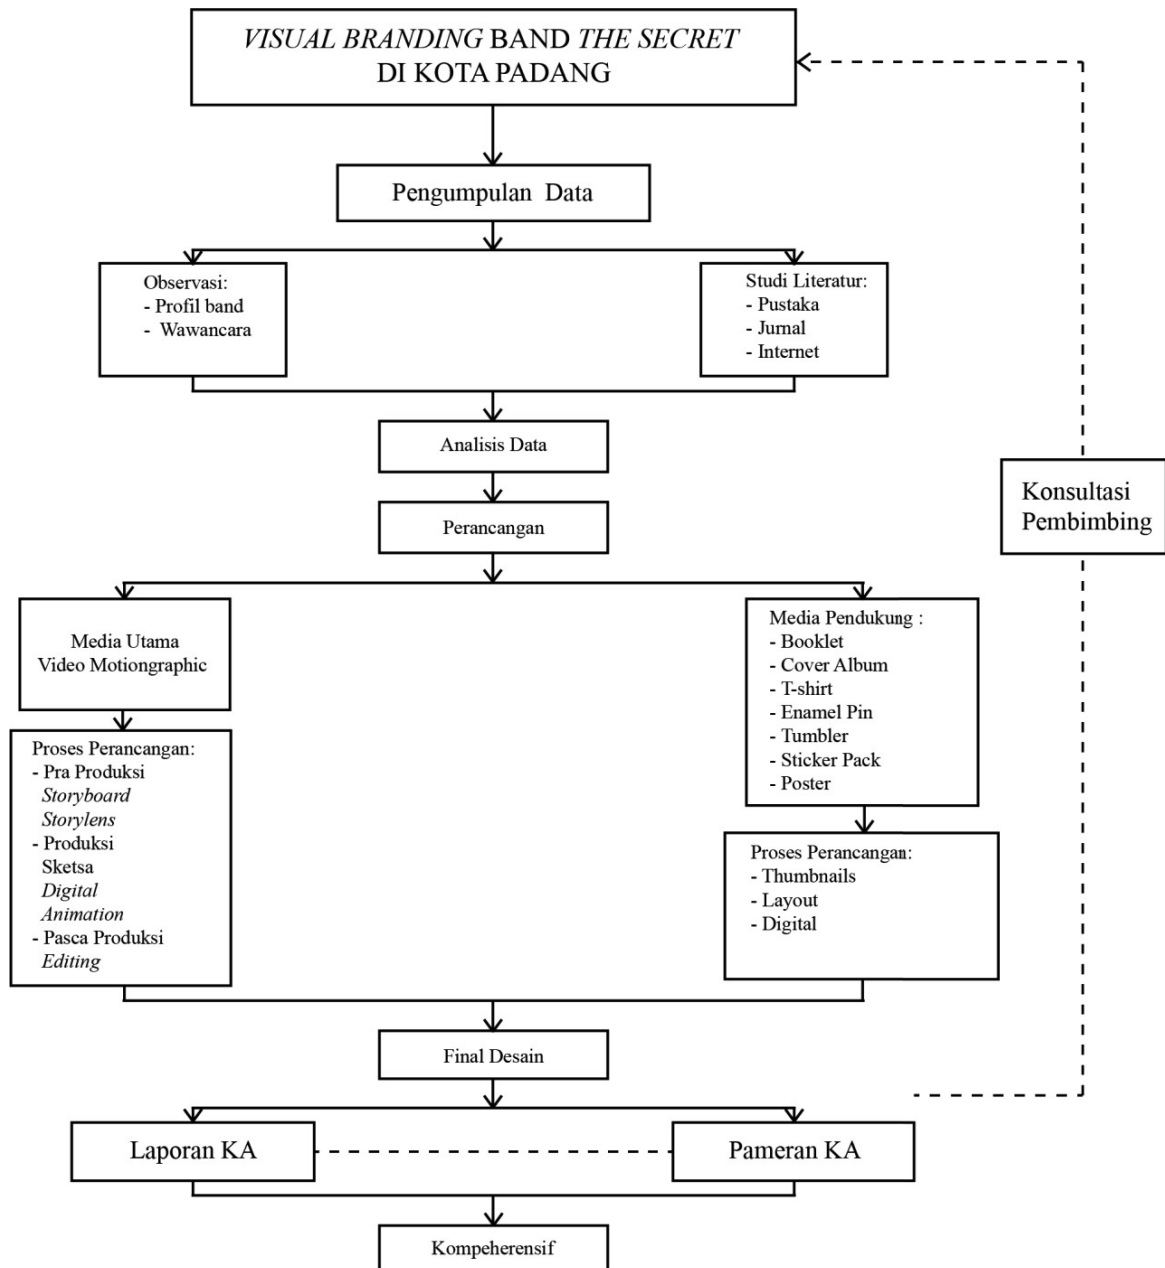 VISUAL BRANDING BAND THE SECRET
DI KOTA PADANG
Pengumpulan Data
Observasi:
- Profil band
- Wawancara
Studi Literatur:
- Pustaka
- Jurnal
- Internet
Analisis Data
Perancangan
Konsultasi
Pembimbing
Media Utama
Video Motiongraphic
Media Pendukung :
- Booklet
- Cover Album
- T-shirt
- Enamel Pin
- Tumbler
- Sticker Pack
- Poster
Proses Perancangan:
- Pra Produksi
Storyboard
Storylens
- Produksi
Sketsa
Digital
Animation
- Pasca Produksi
Editing
Proses Perancangan:
- Thumbnails
- Layout
- Digital
Final Desain
Laporan KA
Pameran KA
Kompeherensif